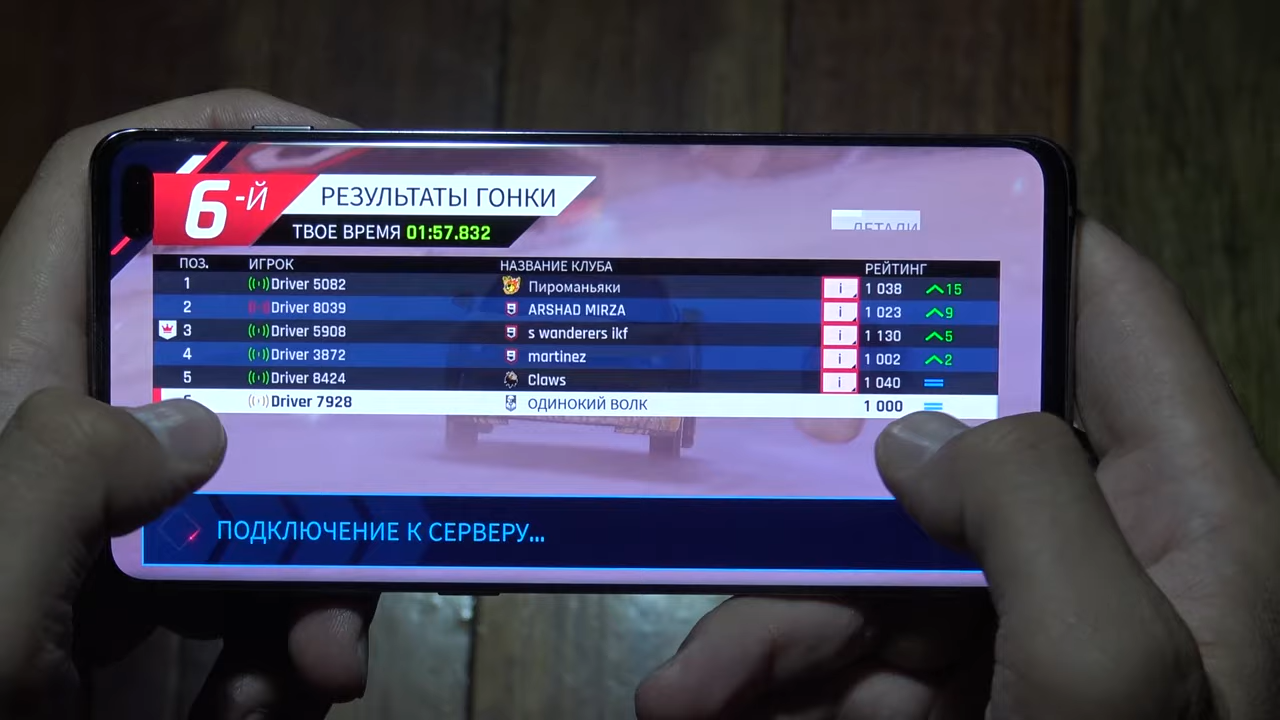 6-Й
РЕЗУЛЬТАТЫ ГОНКИ
ТВОЕ ВРЕМЯ 01:57.832
ДЕТАЛИ
ПОЗ. ИГРОК НАЗВАНИЕ КЛУБА РЕЙТИНГ
1 Driver 5082 Пироманьяки i 1 038 15
2 Driver 8039 ARSHAD MIRZA i 1 023 9
3 Driver 5908 s wanderers ikf i 1 130 5
4 Driver 3872 martinez i 1 002 2
5 Driver 8424 Claws i 1 040
Driver 7928 ОДИНОКИЙ ВОЛК 1 000
ПОДКЛЮЧЕНИЕ К СЕРВЕРУ...